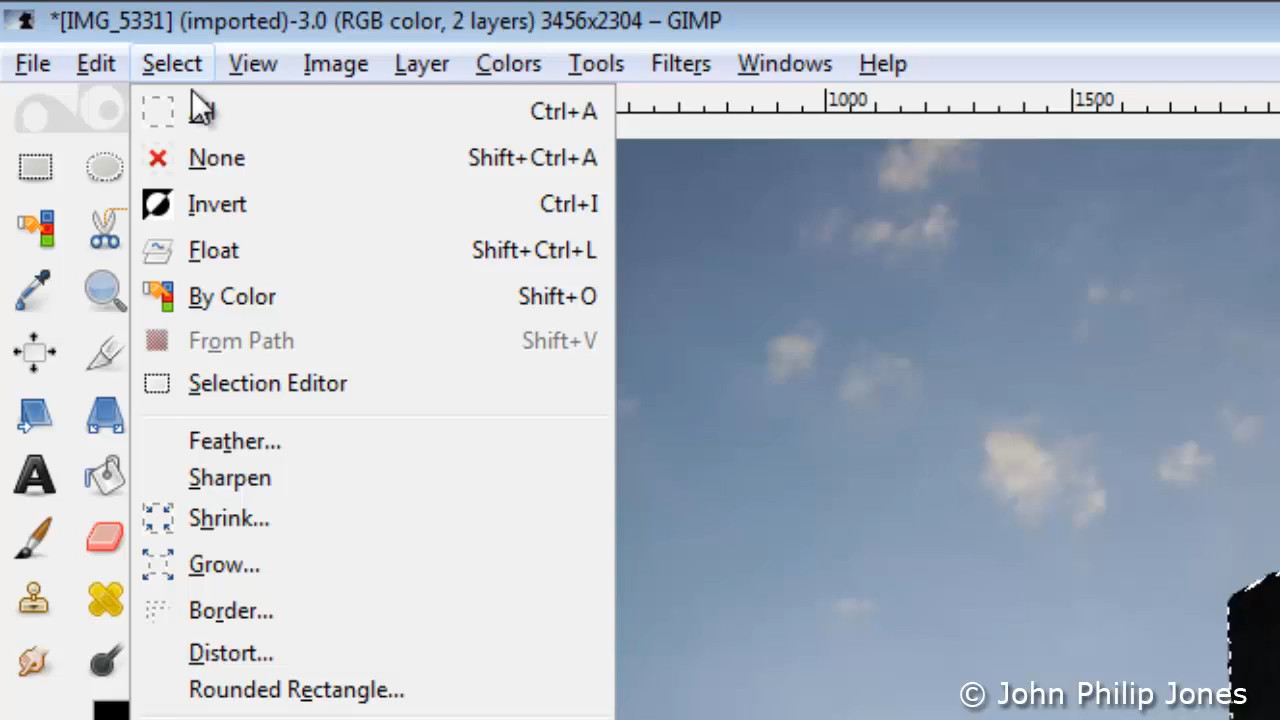 *[IMG_5331] (imported)-3.0 (RGB color, 2 layers) 3456x2304 – GIMP
File Edit Select View Image Layer Colors Tools Filters Windows Help
1000 1500
Ctrl+A
None Shift+Ctrl+A
Invert Ctrl+I
Float Shift+Ctrl+L
By Color Shift+O
From Path Shift+V
Selection Editor
Feather...
Sharpen
Shrink...
Grow...
Border...
Distort...
Rounded Rectangle...
© John Philip Jones